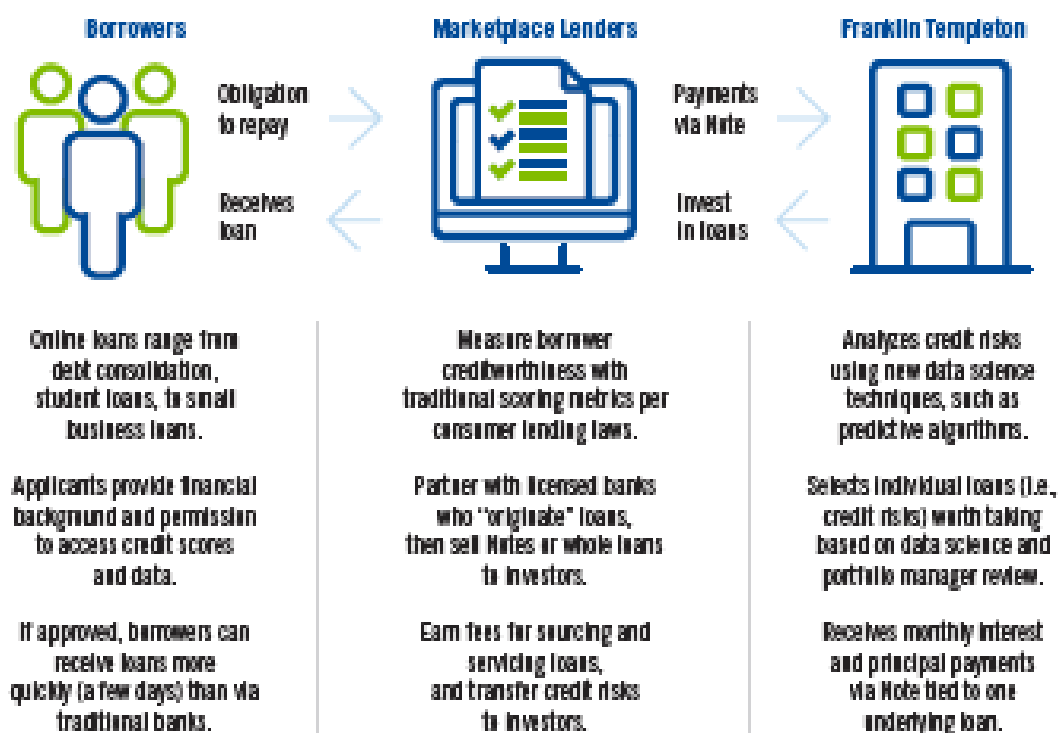 Borrowers
Marketplace Lenders
Franklin Templeton
Obligation
to repay
Payments
via Note
Receives
loan
Invest
in loans
Online loans range from
debt consolidation,
student loans, to small
business loans.
Applicants provide financial
background and permission
to access credit scores
and data.
If approved, borrowers can
receive loans more
quickly (a few days) than via
traditional banks.
Measure borrower
creditworthiness with
traditional scoring metrics per
consumer lending laws.
Partner with licensed banks
who “originate” loans,
then sell Notes or whole loans
to investors.
Earn fees for sourcing and
servicing loans,
and transfer credit risks
to investors.
Analyzes credit risks
using new data science
techniques, such as
predictive algorithms.
Selects individual loans (i.e.,
credit risks) worth taking
based on data science and
portfolio manager review.
Receives monthly interest
and principal payments
via Note tied to one
underlying loan.